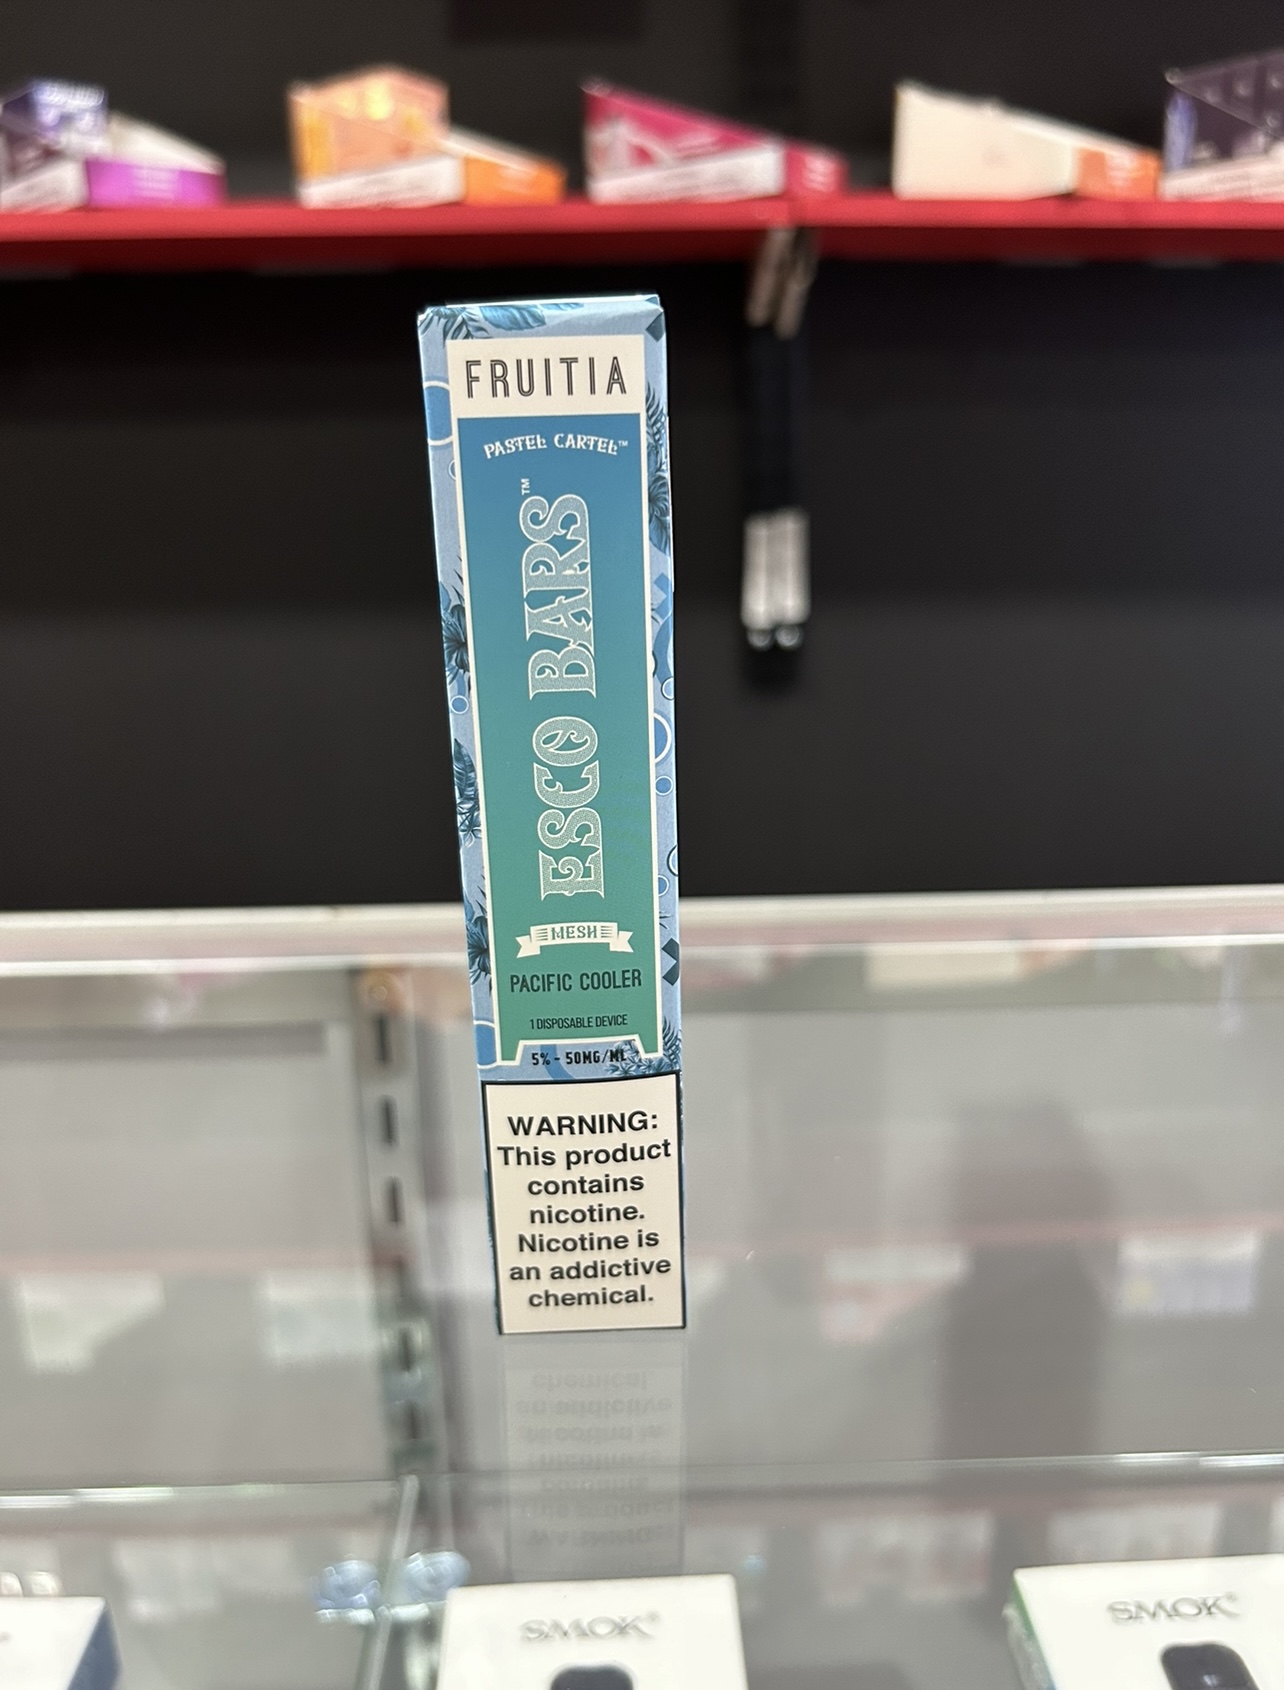 FRUITIA
PASTEL CARTEL™
ESCO BARS™
MESH
PACIFIC COOLER
1 DISPOSABLE DEVICE
5% - 50MG/ML
WARNING:
This product
contains
nicotine.
Nicotine is
an addictive
chemical.
SMOK®
SMOK®